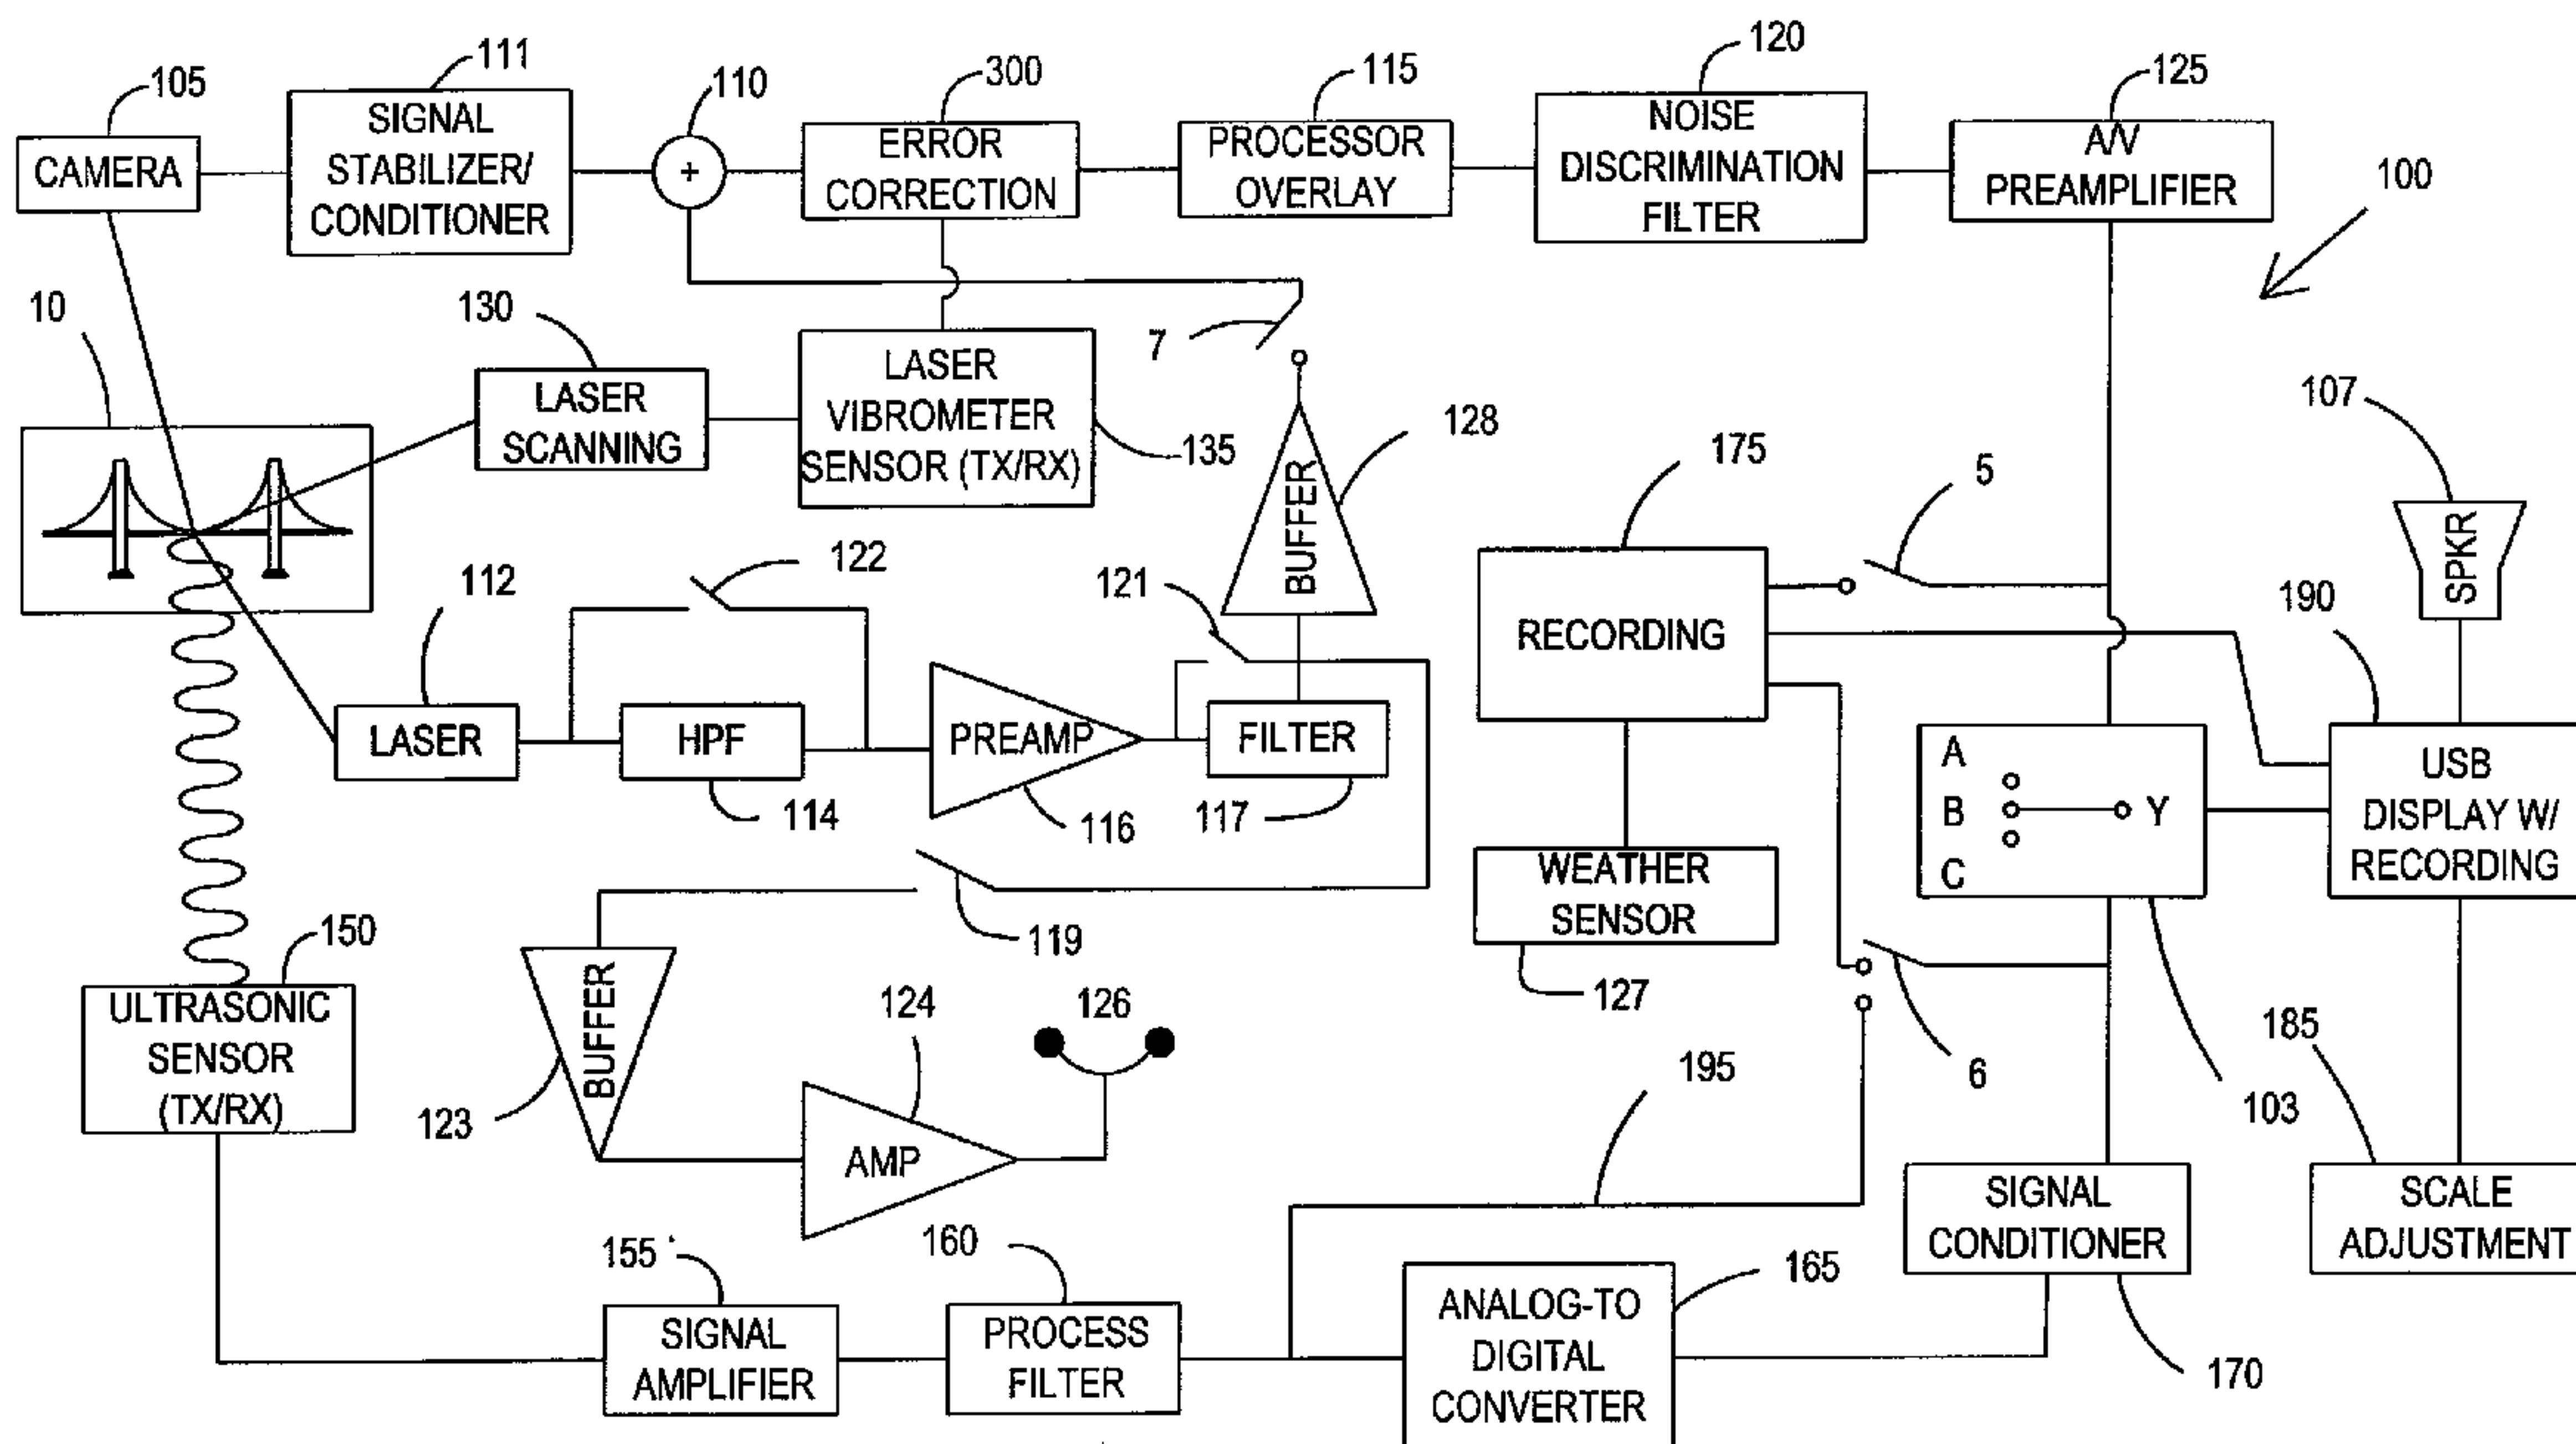 111
300
115
120
125
105
110
CAMERA
SIGNAL
STABILIZER/
CONDITIONER
+
ERROR
CORRECTION
PROCESSOR
OVERLAY
NOISE
DISCRIMINATION
FILTER
A/V
PREAMPLIFIER
100
10
130
LASER
SCANNING
LASER
VIBROMETER
SENSOR (TX/RX)
135
7
128
BUFFER
175
5
107
SPKR
112
122
121
190
LASER
HPF
114
PREAMP
116
FILTER
117
RECORDING
A
B
C
Y
USB
DISPLAY W/
RECORDING
WEATHER
SENSOR
127
119
103
6
185
150
ULTRASONIC
SENSOR
(TX/RX)
BUFFER
123
124
AMP
126
195
SIGNAL
CONDITIONER
170
SCALE
ADJUSTMENT
155
SIGNAL
AMPLIFIER
160
PROCESS
FILTER
165
ANALOG-TO
DIGITAL
CONVERTER